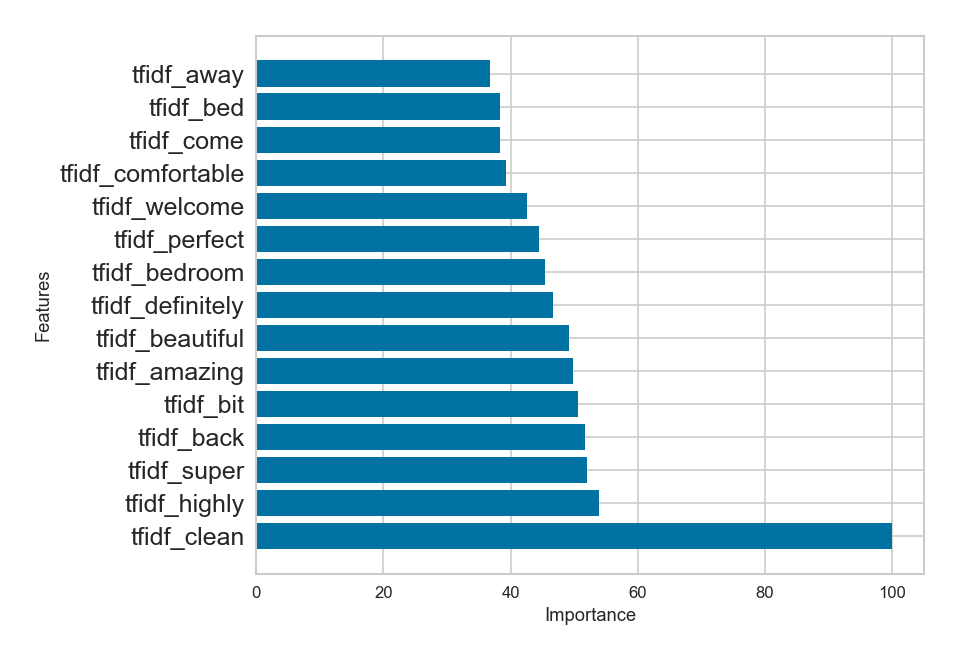 tfidf_away
tfidf_bed
tfidf_come
tfidf_comfortable
tfidf_welcome
tfidf_perfect
tfidf_bedroom
tfidf_definitely
tfidf_beautiful
tfidf_amazing
tfidf_bit
tfidf_back
tfidf_super
tfidf_highly
tfidf_clean
Features
0 20 40 60 80 100
Importance